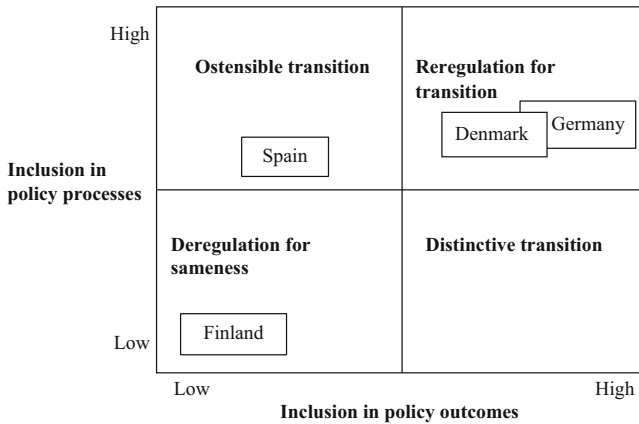 High
Ostensible transition
Reregulation for
transition
Denmark
Germany
Spain
Inclusion in
policy processes
Deregulation for
sameness
Distinctive transition
Finland
Low
Low
High
Inclusion in policy outcomes